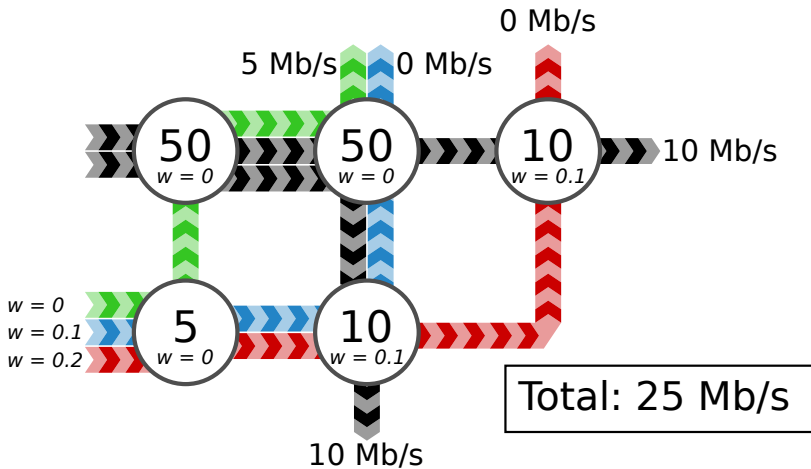 0 Mb/s
5 Mb/s
0 Mb/s
50
w = 0
50
w = 0
10
w = 0.1
10 Mb/s
w = 0
w = 0.1
w = 0.2
5
w = 0
10
w = 0.1
Total: 25 Mb/s
10 Mb/s